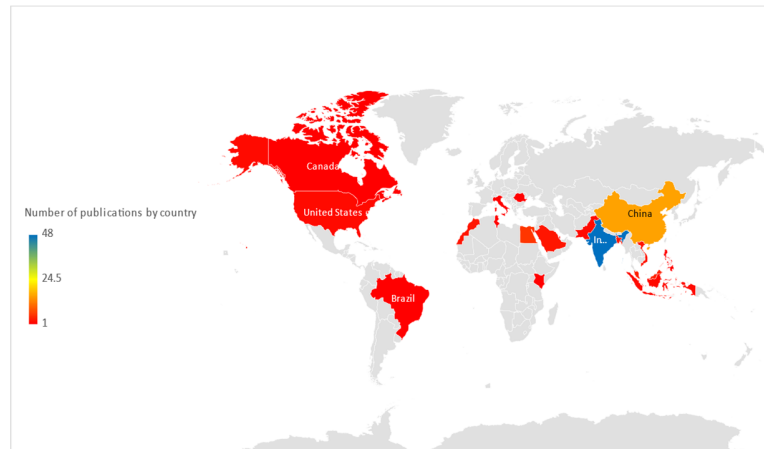 Canada
United States
China
Number of publications by country
In...
48
24.5
1
Brazil